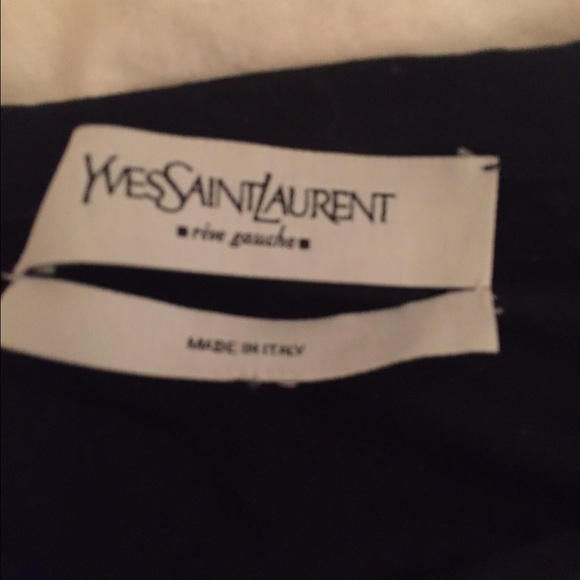 YVESSAINTLAURENT
▪rive gauche▪
MADE IN ITALY